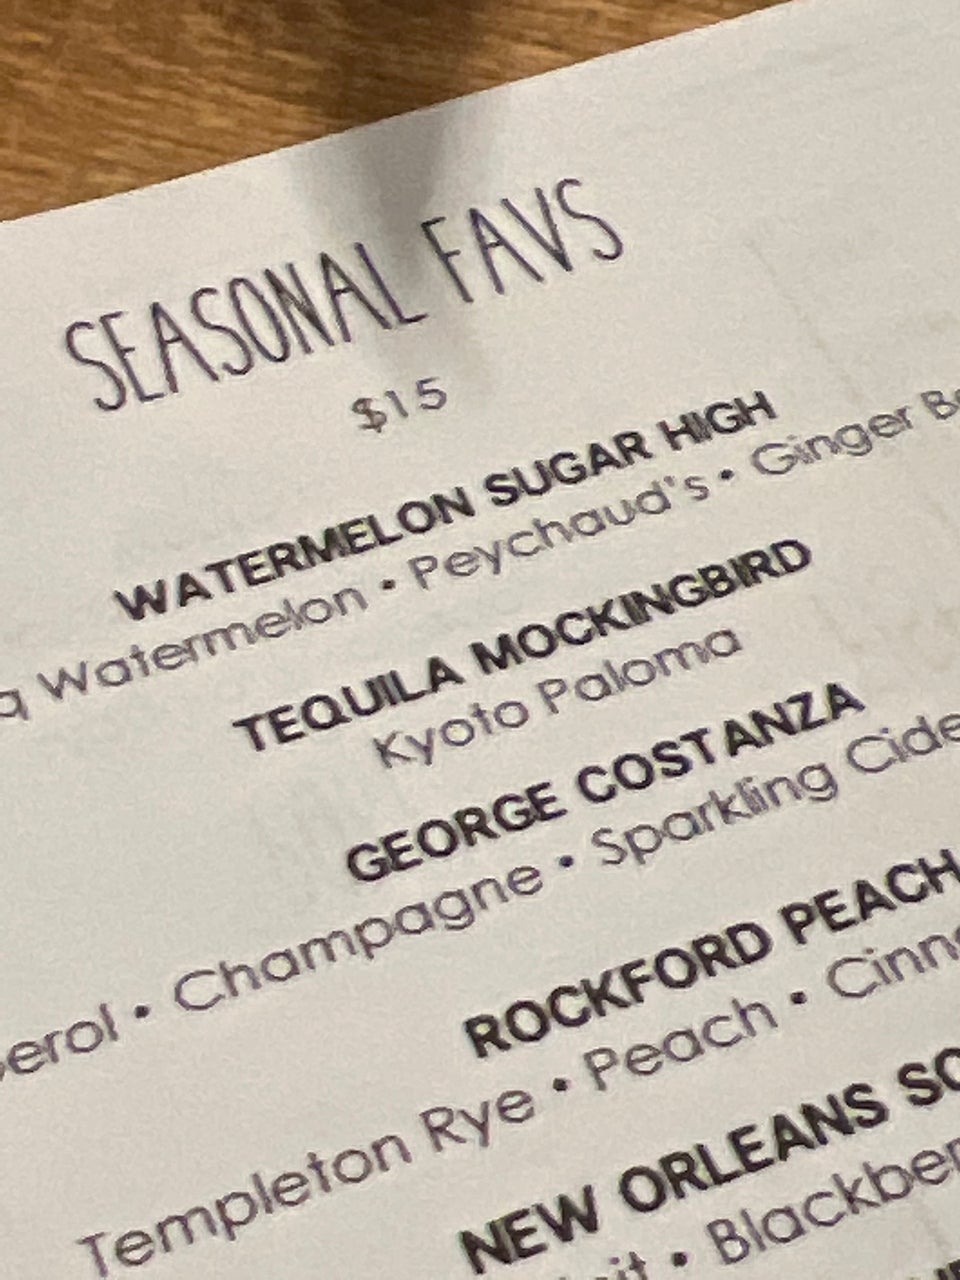 SEASONAL FAVS
$15
WATERMELON SUGAR HIGH
Watermelon • Peychaud's • Ginger
TEQUILA MOCKINGBIRD
Kyoto Paloma
GEORGE COSTANZA
• Champagne • Sparkling
ROCKFORD PEACH
Templeton Rye • Peach •
NEW ORLEANS
•